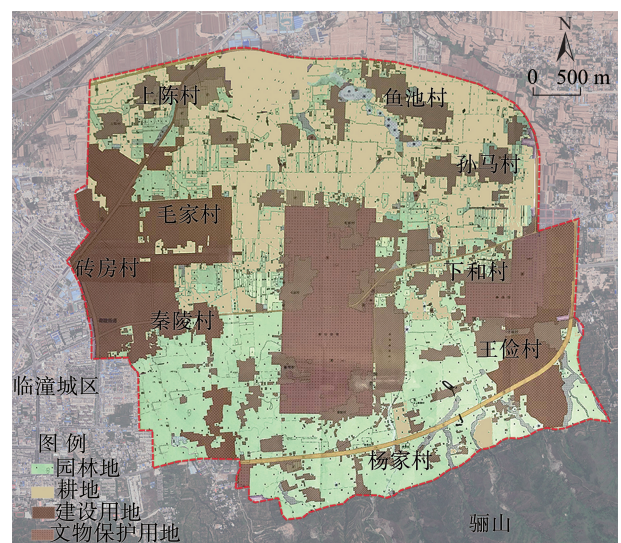 N
0 500 m
上陈村
鱼池村
孙马村
毛家村
砖房村
下和村
秦陵村
王俭村
临潼城区
杨家村
骊山
图 例
园林地
耕地
建设用地
文物保护用地